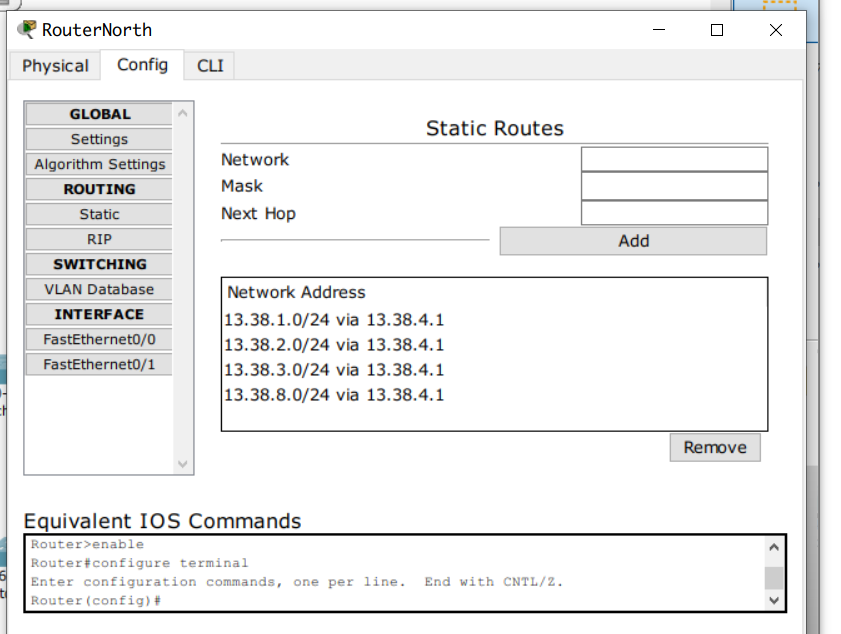 RouterNorth
Physical Config CLI
GLOBAL
Settings
Algorithm Settings
ROUTING
Static
RIP
SWITCHING
VLAN Database
INTERFACE
FastEthernet0/0
FastEthernet0/1
Static Routes
Network
Mask
Next Hop
Add
Network Address
13.38.1.0/24 via 13.38.4.1
13.38.2.0/24 via 13.38.4.1
13.38.3.0/24 via 13.38.4.1
13.38.8.0/24 via 13.38.4.1
Remove
Equivalent IOS Commands
Router>enable
Router#configure terminal
Enter configuration commands, one per line.  End with CNTL/Z.
Router(config)#